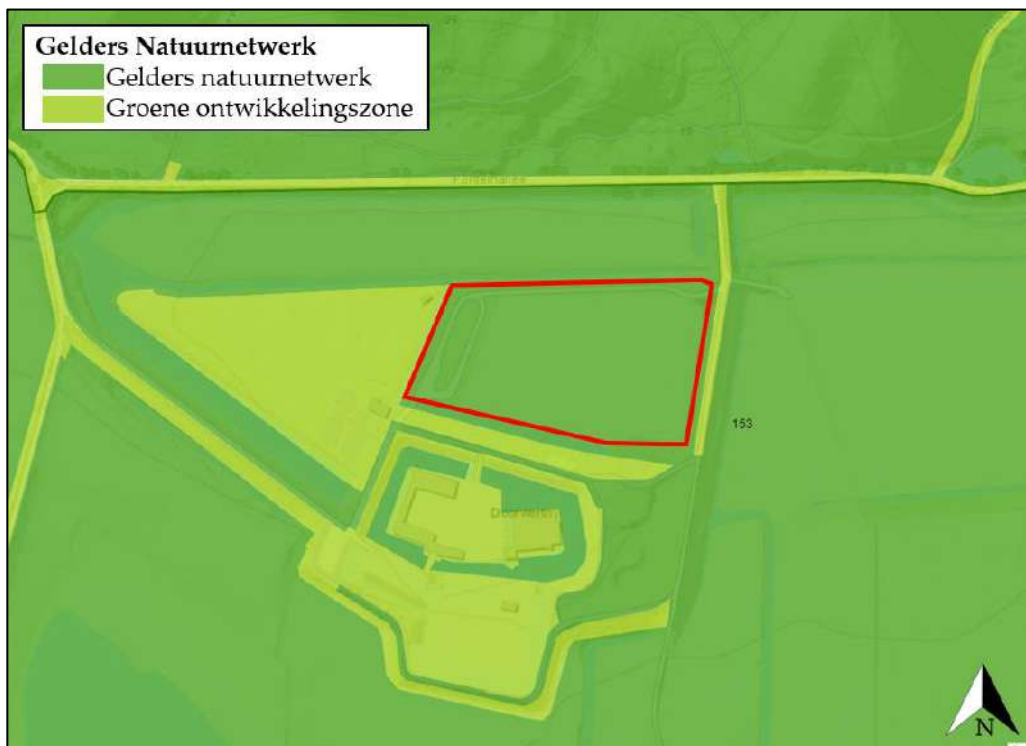 Gelders Natuurnetwerk
Gelders natuurnetwerk
Groene ontwikkelingszone
153
N